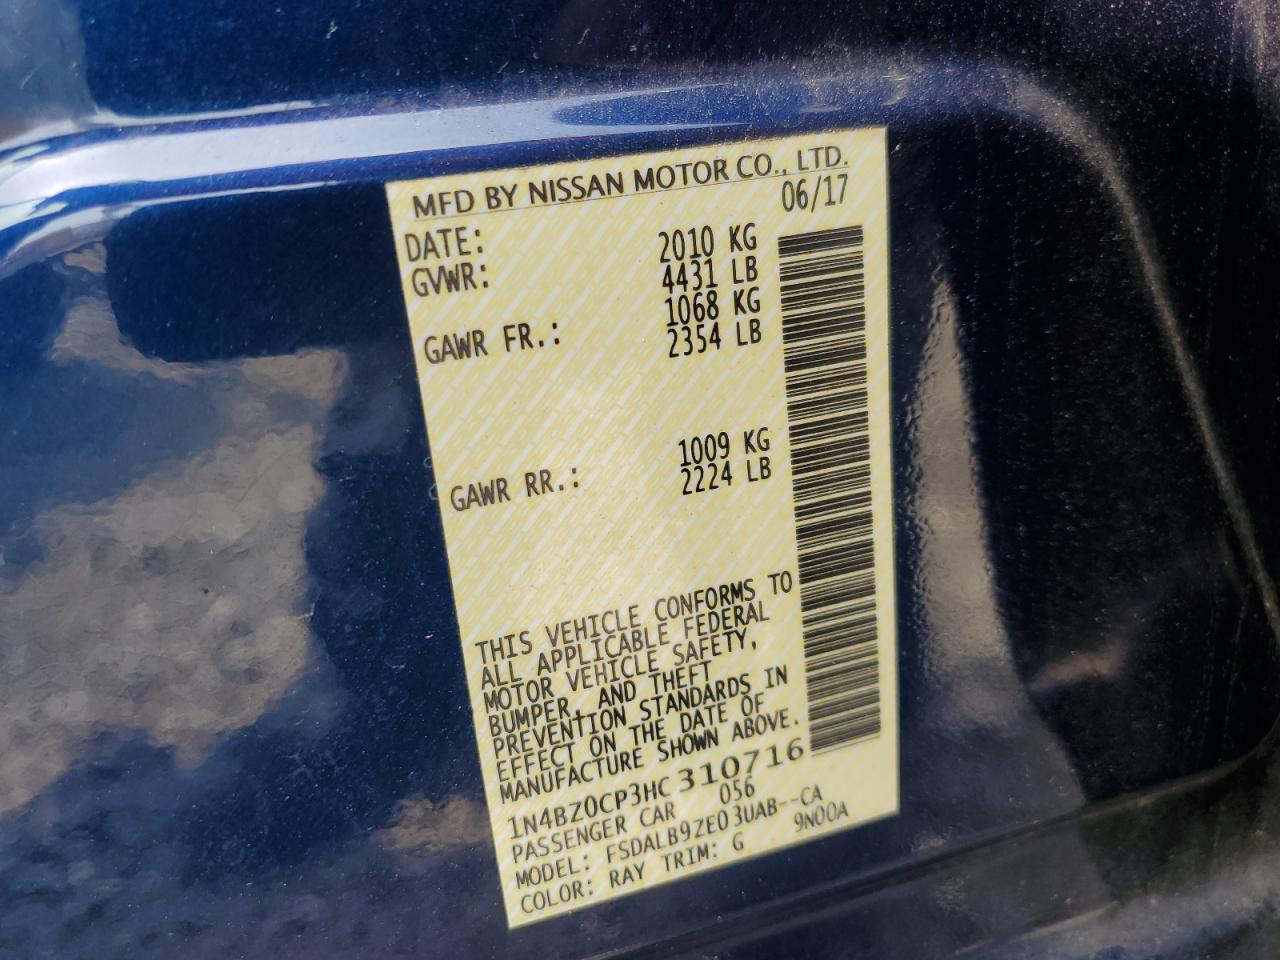 MFD BY NISSAN MOTOR CO., LTD.
DATE: 06/17
GVWR: 2010 KG
4431 LB
GAWR FR.: 1068 KG
2354 LB
GAWR RR.: 1009 KG
2224 LB
THIS VEHICLE CONFORMS TO
ALL APPLICABLE FEDERAL
MOTOR VEHICLE SAFETY,
BUMPER, AND THEFT
PREVENTION STANDARDS IN
EFFECT ON THE DATE OF
MANUFACTURE SHOWN ABOVE.
1N4BZ0CP3HC310716
PASSENGER CAR 056
MODEL: FSDALB9ZE03UAB--CA
COLOR: RAY TRIM: G 9N00A